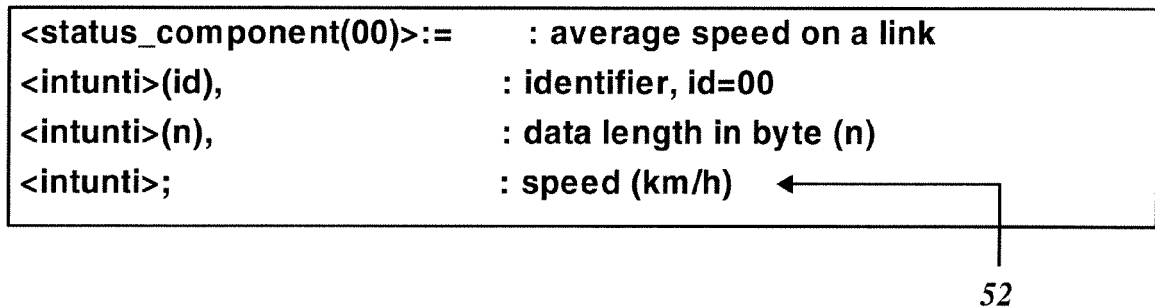 <status_component(00)>:= : average speed on a link
<intunti>(id), : identifier, id=00
<intunti>(n), : data length in byte (n)
<intunti>; : speed (km/h)
52